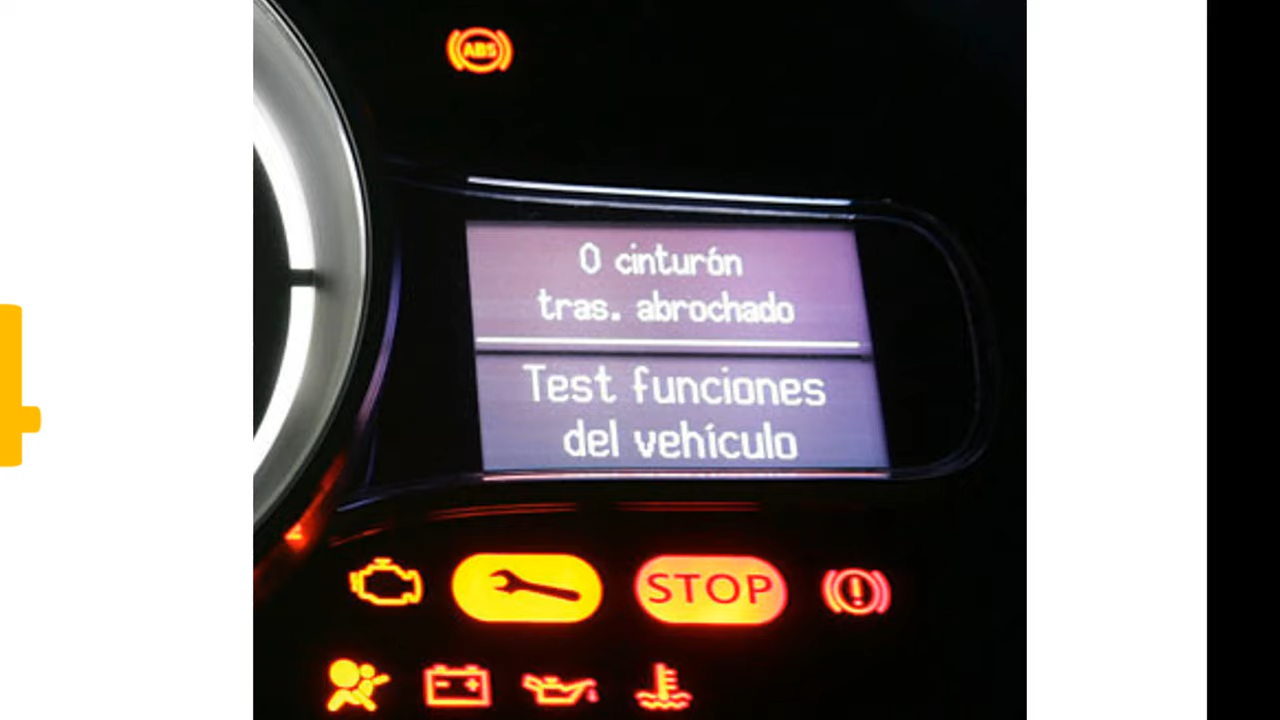 ABS
0 cinturón
tras. abrochado
Test funciones
del vehículo
STOP